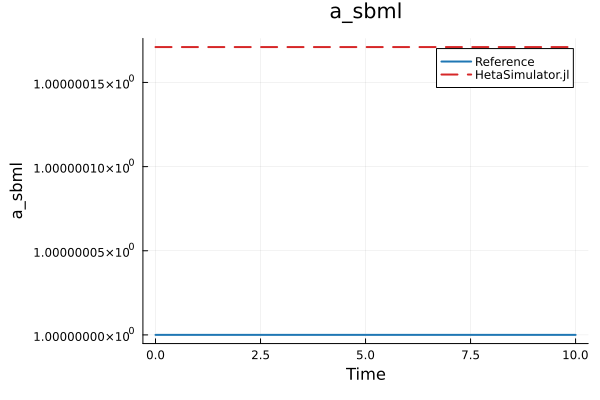 a_sbml
1.00000015×10⁰
1.00000010×10⁰
1.00000005×10⁰
1.00000000×10⁰
a_sbml
Reference
HetaSimulator.jl
0.0 2.5 5.0 7.5 10.0
Time